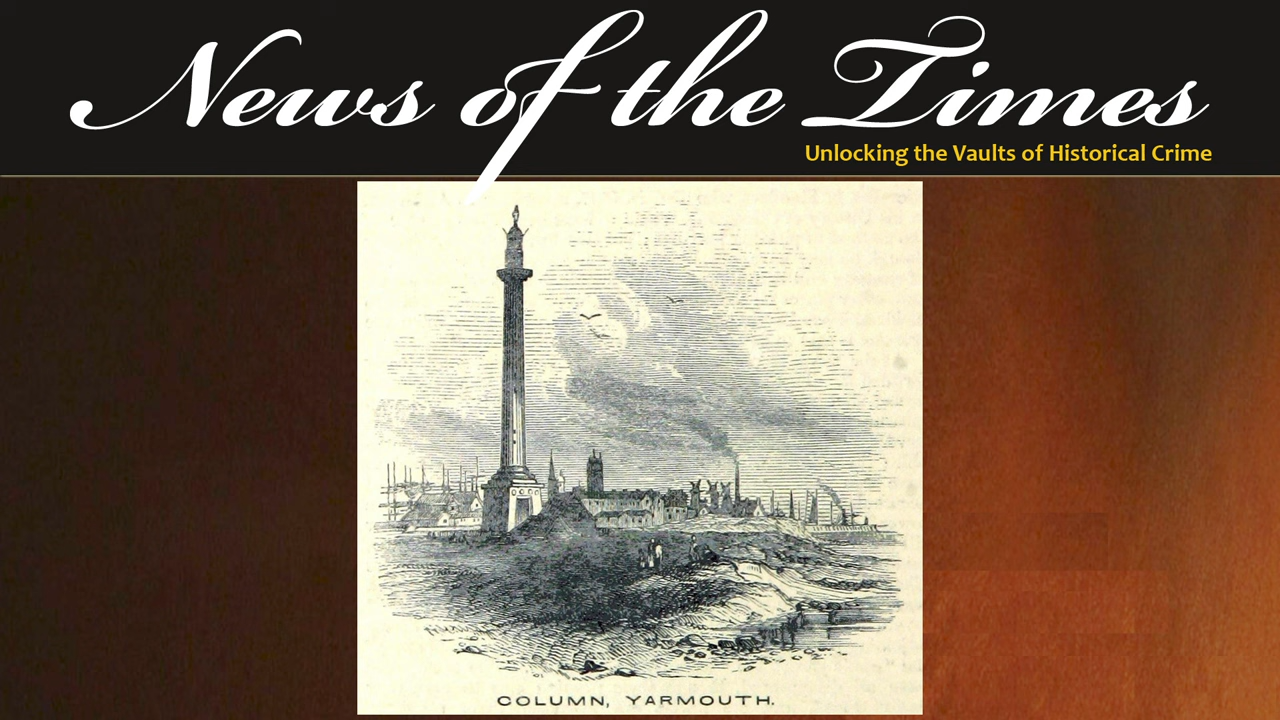 News of the Times
Unlocking the Vaults of Historical Crime
COLUMN, YARMOUTH.